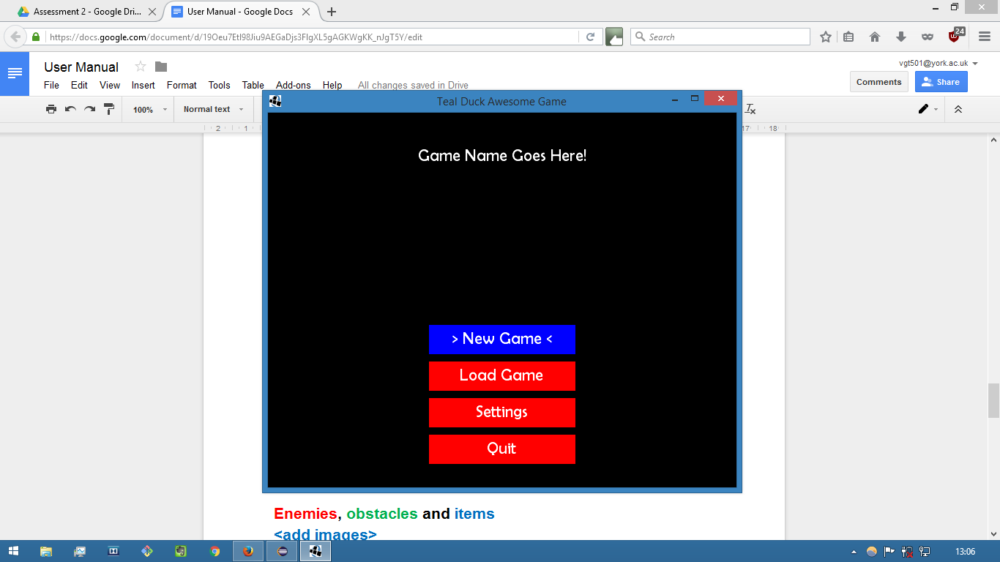 Assessment 2 - Google Dri...
User Manual - Google Docs
https://docs.google.com/document/d/19Oeu7EtI98Jiu9AEGaDjs3FIgXL5gAGKWgKK_nJgT5Y/edit
Search
24
User Manual
vgt501@york.ac.uk
File Edit View Insert Format Tools Table Add-ons Help All changes saved in Drive
Comments
Share
100%
Normal text
2 1 17 18
Teal Duck Awesome Game
Game Name Goes Here!
> New Game <
Load Game
Settings
Quit
Enemies, obstacles and items
<add images>
13:06